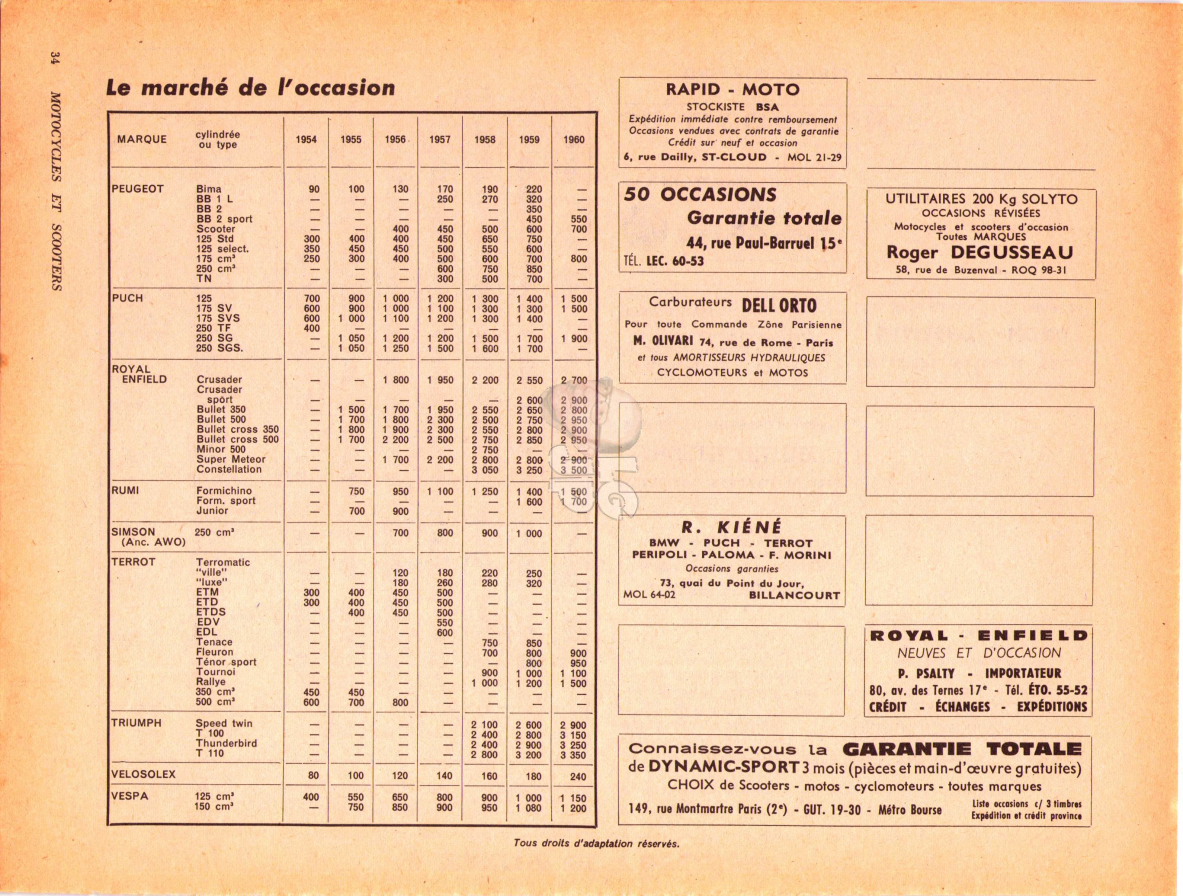 34 MOTOCYCLES ET SCOOTERS
Le marché de l'occasion
MARQUE cylindrée ou type 1954 1955 1956 1957 1958 1959 1960
PEUGEOT Bima 90 100 130 170 190 220 —
BB 1 L — — — 250 270 320 —
BB 2 — — — — — 350 —
BB 2 sport — — — — — 450 550
Scooter — — 400 450 500 600 700
125 Std 300 400 400 450 650 750 —
125 select. 350 450 450 500 550 600 —
175 cm³ 250 300 400 500 600 700 800
250 cm³ — — — 600 750 850 —
TN — — — 300 500 700 —
PUCH 125 700 900 1 000 1 200 1 300 1 400 1 500
175 SV 600 900 1 000 1 100 1 300 1 300 1 500
175 SVS 600 1 000 1 100 1 200 1 300 1 400 —
250 TF 400 — — — — — —
250 SG — 1 050 1 200 1 200 1 500 1 700 1 900
250 SGS. — 1 050 1 250 1 500 1 600 1 700 —
ROYAL
ENFIELD Crusader — — 1 800 1 950 2 200 2 550 2 700
Crusader
sport — — — — — 2 600 2 900
Bullet 350 — 1 500 1 700 1 950 2 550 2 650 2 800
Bullet 500 — 1 700 1 800 2 300 2 500 2 750 2 950
Bullet cross 350 — 1 800 1 900 2 300 2 550 2 800 2 900
Bullet cross 500 — 1 700 2 200 2 500 2 750 2 850 2 950
Minor 500 — — — — 2 750 — —
Super Meteor — — 1 700 2 200 2 800 2 800 2 900
Constellation — — — — 3 050 3 250 3 500
RUMI Formichino — 750 950 1 100 1 250 1 400 1 500
Form. sport — — — — — 1 600 1 700
Junior — 700 900 — — — —
SIMSON 250 cm³ — — 700 800 900 1 000 —
(Anc. AWO)
TERROT Terromatic
"ville" — — 120 180 220 250 —
"luxe" — — 180 260 280 320 —
ETM 300 400 450 500 — — —
ETD 300 400 450 500 — — —
ETDS — 400 450 500 — — —
EDV — — — 550 — — —
EDL — — — 600 — — —
Tenace — — — — 750 850 —
Fleuron — — — — 700 800 900
Ténor sport — — — — — 800 950
Tournoi — — — — 900 1 000 1 100
Rallye — — — — 1 000 1 200 1 500
350 cm³ 450 450 — — — — —
500 cm³ 600 700 800 — — — —
TRIUMPH Speed twin — — — — 2 100 2 600 2 900
T 100 — — — — 2 400 2 800 3 150
Thunderbird — — — — 2 400 2 900 3 250
T 110 — — — — 2 800 3 200 3 350
VELOSOLEX 80 100 120 140 160 180 240
VESPA 125 cm³ 400 550 650 800 900 1 000 1 150
150 cm³ — 750 850 900 950 1 080 1 200
RAPID - MOTO
STOCKISTE BSA
Expédition immédiate contre remboursement
Occasions vendues avec contrats de garantie
Crédit sur neuf et occasion
6, rue Dailly, ST-CLOUD - MOL 21-29
50 OCCASIONS
Garantie totale
44, rue Paul-Barruel 15e
TÉL. LEC. 60-53
UTILITAIRES 200 Kg SOLYTO
OCCASIONS RÉVISÉES
Motocycles et scooters d'occasion
Toutes MARQUES
Roger DEGUSSEAU
58, rue de Buzenval - ROQ 98-31
Carburateurs DELL ORTO
Pour toute Commande Zône Parisienne
M. OLIVARI 74, rue de Rome - Paris
et tous AMORTISSEURS HYDRAULIQUES
CYCLOMOTEURS et MOTOS
R. KIÉNÉ
BMW - PUCH - TERROT
PERIPOLI - PALOMA - F. MORINI
Occasions garanties
73, quai du Point du Jour,
MOL 64-02 BILLANCOURT
ROYAL - ENFIELD
NEUVES ET D'OCCASION
P. PSALTY - IMPORTATEUR
80, av. des Ternes 17e - Tél. ÉTO. 55-52
CRÉDIT - ÉCHANGES - EXPÉDITIONS
Connaissez-vous la GARANTIE TOTALE
de DYNAMIC-SPORT 3 mois (pièces et main-d'œuvre gratuites)
CHOIX de Scooters - motos - cyclomoteurs - toutes marques
149, rue Montmartre Paris (2e) - GUT. 19-30 - Métro Bourse
Liste occasions c/ 3 timbres
Expédition et crédit province
Tous droits d'adaptation réservés.